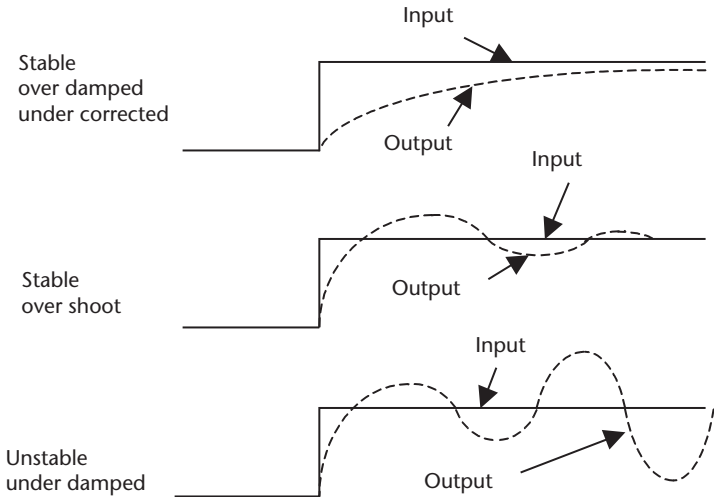 Input
Stable
over damped
under corrected
Output
Input
Stable
over shoot
Output
Input
Unstable
under damped
Output